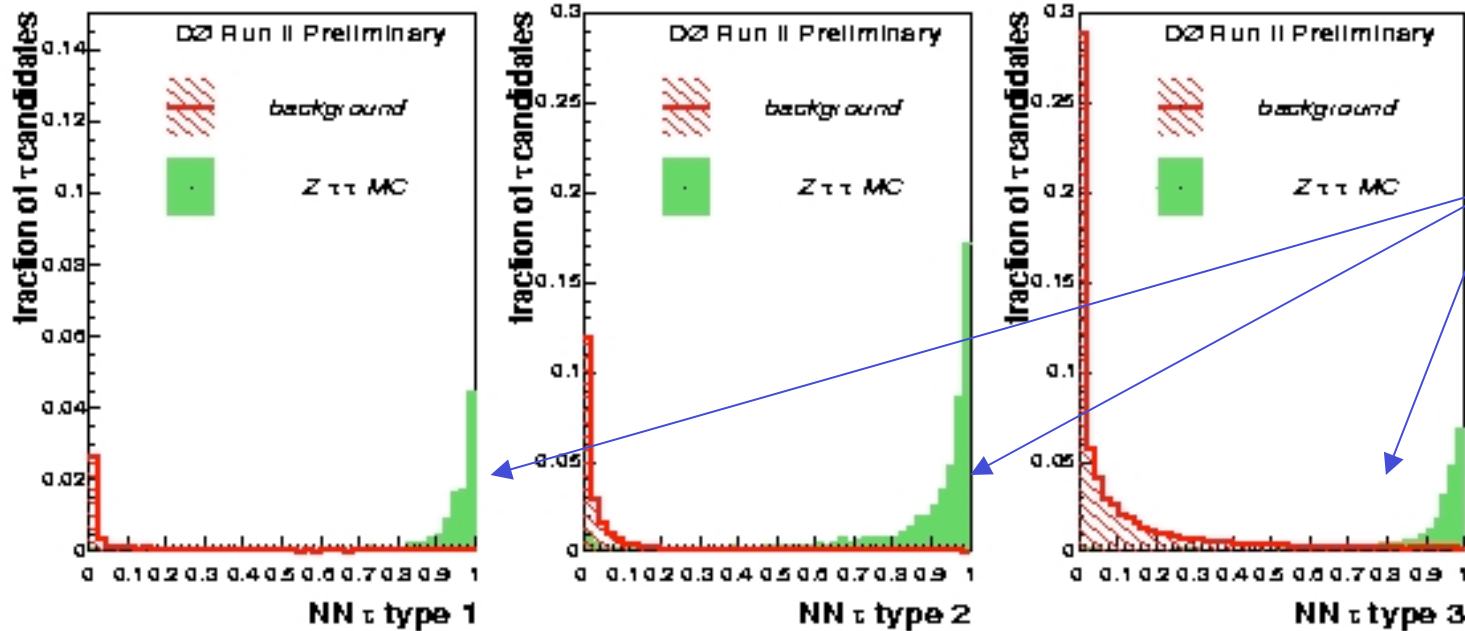 DØ Run II Preliminary
background
Z τ τ MC
fraction of τ candidates
0.14
0.12
0.1
0.08
0.06
0.04
0.02
0
0 0.1 0.2 0.3 0.4 0.5 0.6 0.7 0.8 0.9 1
NN τ type 1
0.3
DØ Run II Preliminary
background
Z τ τ MC
fraction of τ candidates
0.25
0.2
0.15
0.1
0.05
0
0 0.1 0.2 0.3 0.4 0.5 0.6 0.7 0.8 0.9 1
NN τ type 2
0.3
DØ Run II Preliminary
background
Z τ τ MC
fraction of τ candidates
0.25
0.2
0.15
0.1
0.05
0
0 0.1 0.2 0.3 0.4 0.5 0.6 0.7 0.8 0.9 1
NN τ type 3